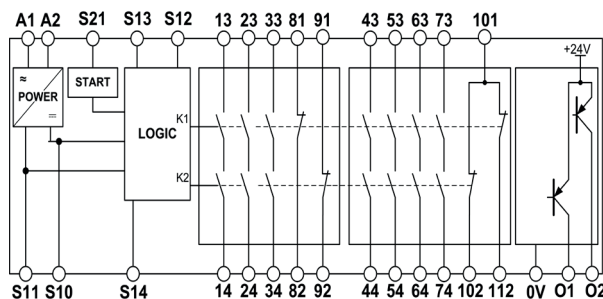 A1 A2 S21 S13 S12 13 23 33 81 91 43 53 63 73 101
+24V
≈
POWER
START
K1
LOGIC
K2
S11 S10 S14 14 24 34 82 92 44 54 64 74 102 112 0V O1 O2